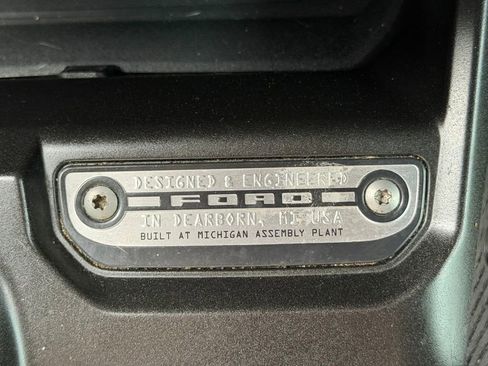 DESIGNED & ENGINEERED
FORD
IN DEARBORN, MI-USA
BUILT AT MICHIGAN ASSEMBLY PLANT